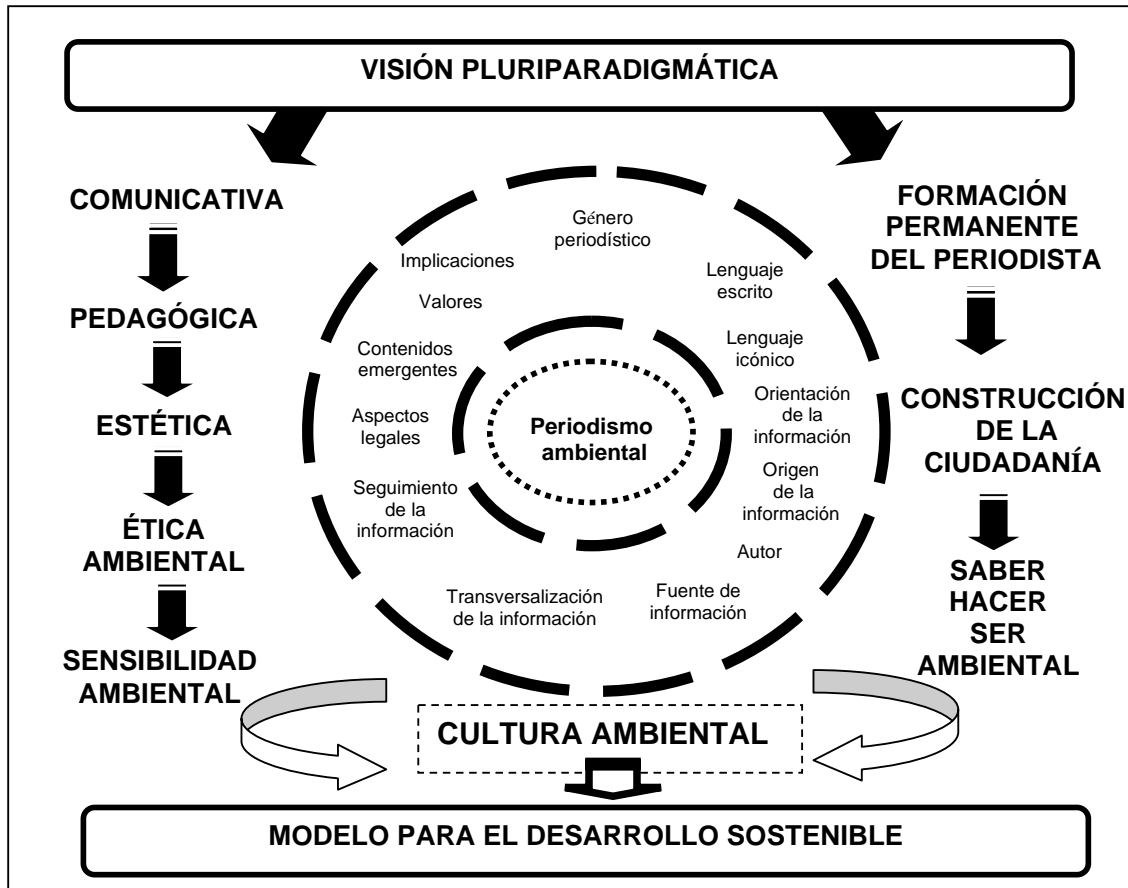 VISIÓN PLURIPARADIGMÁTICA
COMUNICATIVA
PEDAGÓGICA
ESTÉTICA
ÉTICA
AMBIENTAL
SENSIBILIDAD
AMBIENTAL
Género
periodístico
Implicaciones
Valores
Contenidos
emergentes
Aspectos
legales
Seguimiento
de la
información
Transversalización
de la información
Lenguaje
escrito
Lenguaje
icónico
Orientación
de la
información
Origen
de la
información
Autor
Fuente de
información
Periodismo
ambiental
FORMACIÓN
PERMANENTE
DEL PERIODISTA
CONSTRUCCIÓN
DE LA
CIUDADANÍA
SABER
HACER
SER
AMBIENTAL
CULTURA AMBIENTAL
MODELO PARA EL DESARROLLO SOSTENIBLE